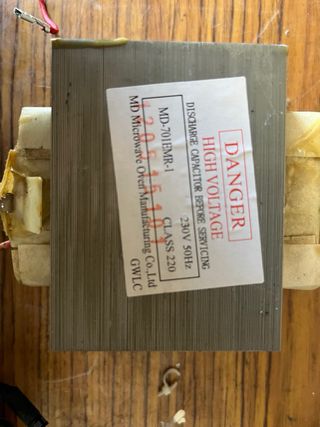 DANGER
HIGH VOLTAGE
DISCHARGE CAPACITOR BEFORE SERVICING
230V 50Hz
MD-701EMR-1 CLASS 220
MD Microwave Oven Manufacturing Co.,Ltd
GWLC